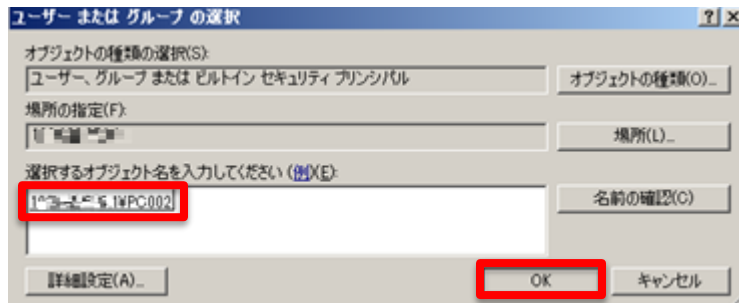 ユーザー または グループ の選択
オブジェクトの種類の選択(S):
ユーザー、グループ または ビルトイン セキュリティ プリンシパル
オブジェクトの種類(O)...
場所の指定(F):
場所(L)...
選択するオブジェクト名を入力してください (例)(E):
1¥PC002
名前の確認(C)
詳細設定(A)...
OK
キャンセル